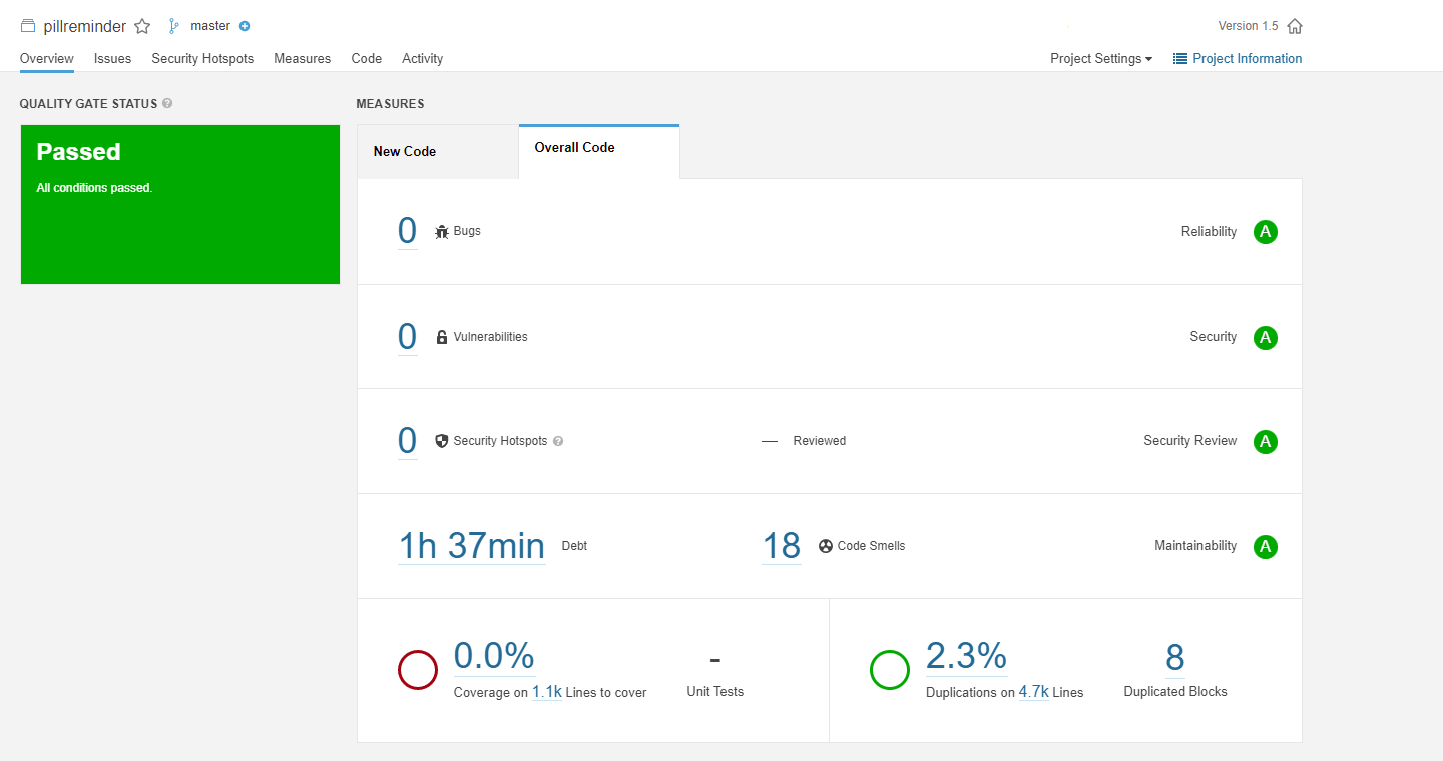 pillreminder master Version 1.5
Overview Issues Security Hotspots Measures Code Activity Project Settings Project Information
QUALITY GATE STATUS ?
Passed
All conditions passed.
MEASURES
New Code Overall Code
0 Bugs Reliability A
0 Vulnerabilities Security A
0 Security Hotspots ? — Reviewed Security Review A
1h 37min Debt 18 Code Smells Maintainability A
0.0% - 2.3% 8
Coverage on 1.1k Lines to cover Unit Tests Duplications on 4.7k Lines Duplicated Blocks